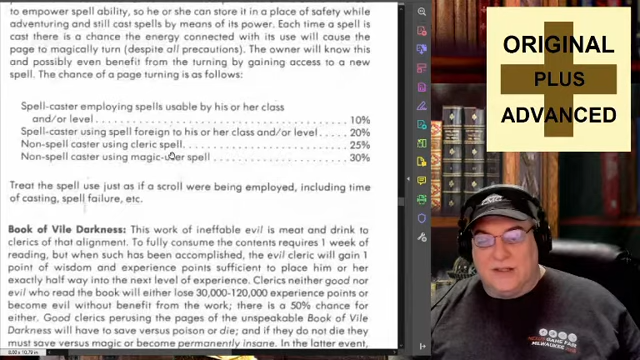 to empower spell ability, so he or she can store it in a place of safety while
adventuring and still cast spells by means of its power. Each time a spell is
cast there is a chance the energy connected with its use will cause the
page to magically turn (despite all precautions). The owner will know this
and possibly even benefit from the turning by gaining access to a new
spell. The chance of a page turning is as follows:
Spell-caster employing spells usable by his or her class
and/or level . . . . . . . . . . . . . . . . . . . . . . . . . . . . . . . . . . 10%
Spell-caster using spell foreign to his or her class and/or level . . . . . 20%
Non-spell caster using cleric spell. . . . . . . . . . . . . . . . . . . . . . . . . 25%
Non-spell caster using magic-user spell . . . . . . . . . . . . . . . . . . . . 30%
Treat the spell use just as if a scroll were being employed, including time
of casting, spell failure, etc.
Book of Vile Darkness: This work of ineffable evil is meat and drink to
clerics of that alignment. To fully consume the contents requires 1 week of
reading, but when such has been accomplished, the evil cleric will gain 1
point of wisdom and experience points sufficient to place him or her
exactly half way into the next level of experience. Clerics neither good nor
evil who read the book will either lose 30,000-120,000 experience points or
become evil without benefit from the work; there is a 50% chance for
either. Good clerics perusing the pages of the unspeakable Book of Vile
Darkness will have to save versus poison or die; and if they do not die they
must save versus magic or become permanently insane. In the latter event,
8.00 x 10.79 in
ORIGINAL
PLUS
ADVANCED
FAIR
MILWAUKEE